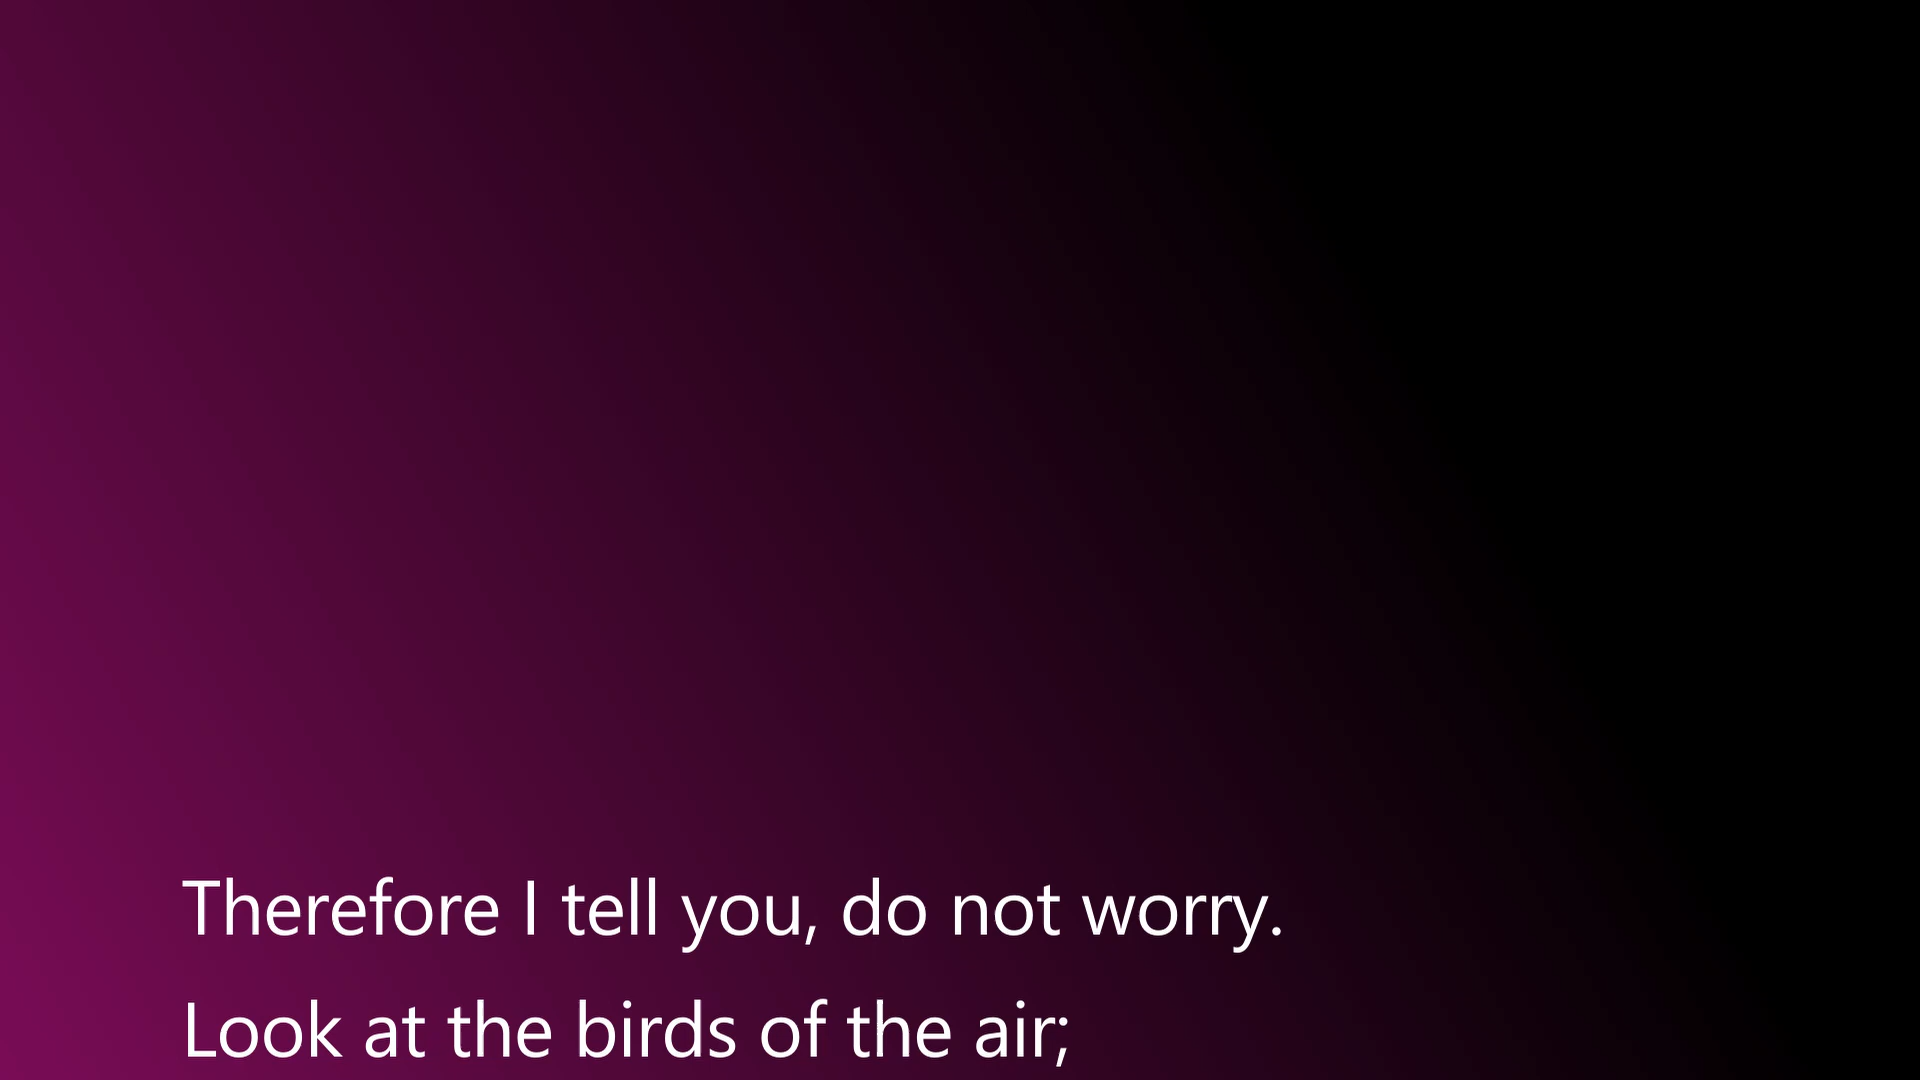 Therefore I tell you, do not worry.
Look at the birds of the air;